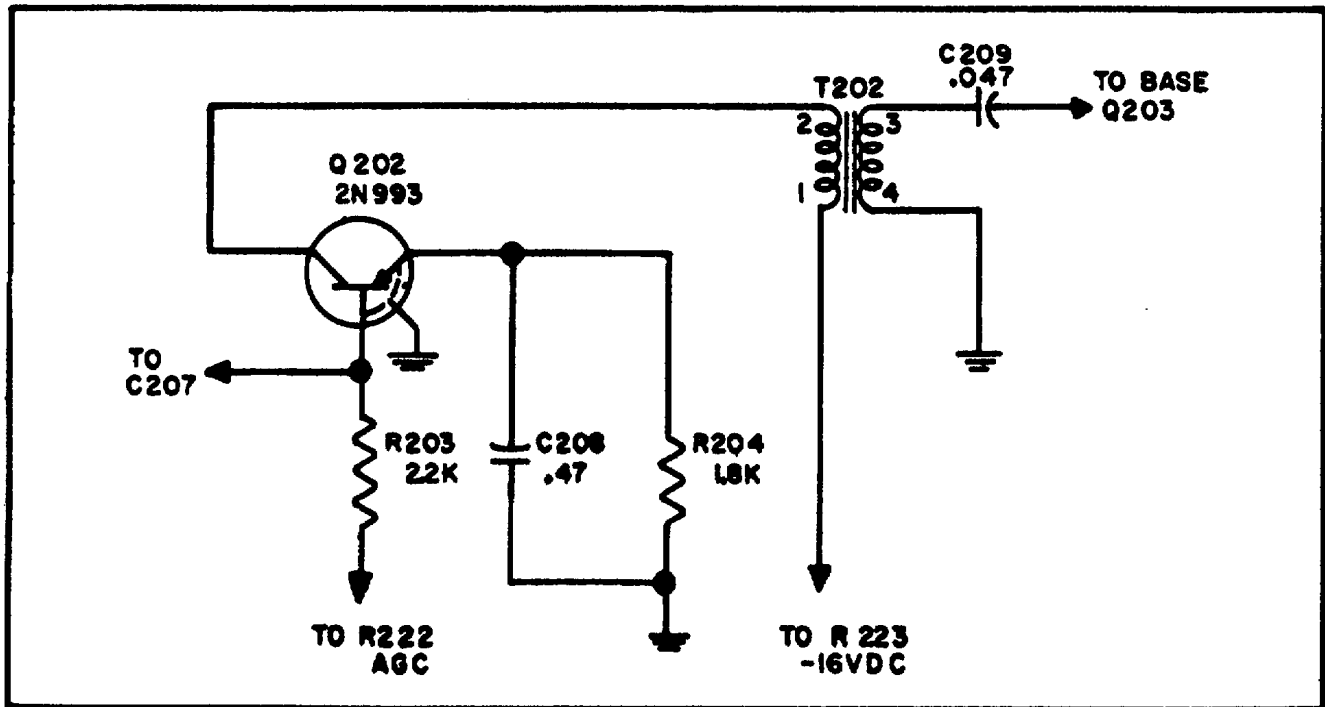 C209
.047
TO BASE
Q203
T202
2
3
1
4
Q202
2N993
TO
C207
R203
2.2K
C208
.47
R204
1.8K
TO R222
AGC
TO R 223
-16VDC